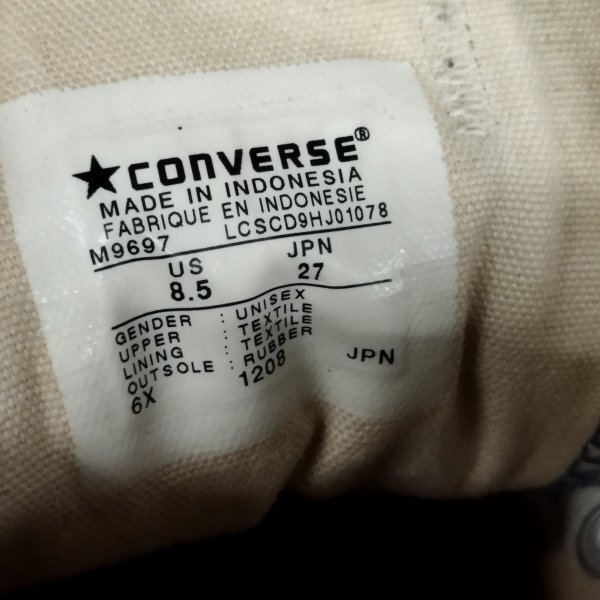 ★CONVERSE®
MADE IN INDONESIA
FABRIQUE EN INDONESIE
M9697 LCSCD9HJ01078
US JPN
8.5 27
GENDER : UNISEX
UPPER : TEXTILE
LINING : TEXTILE
OUTSOLE : RUBBER
6X 1208 JPN